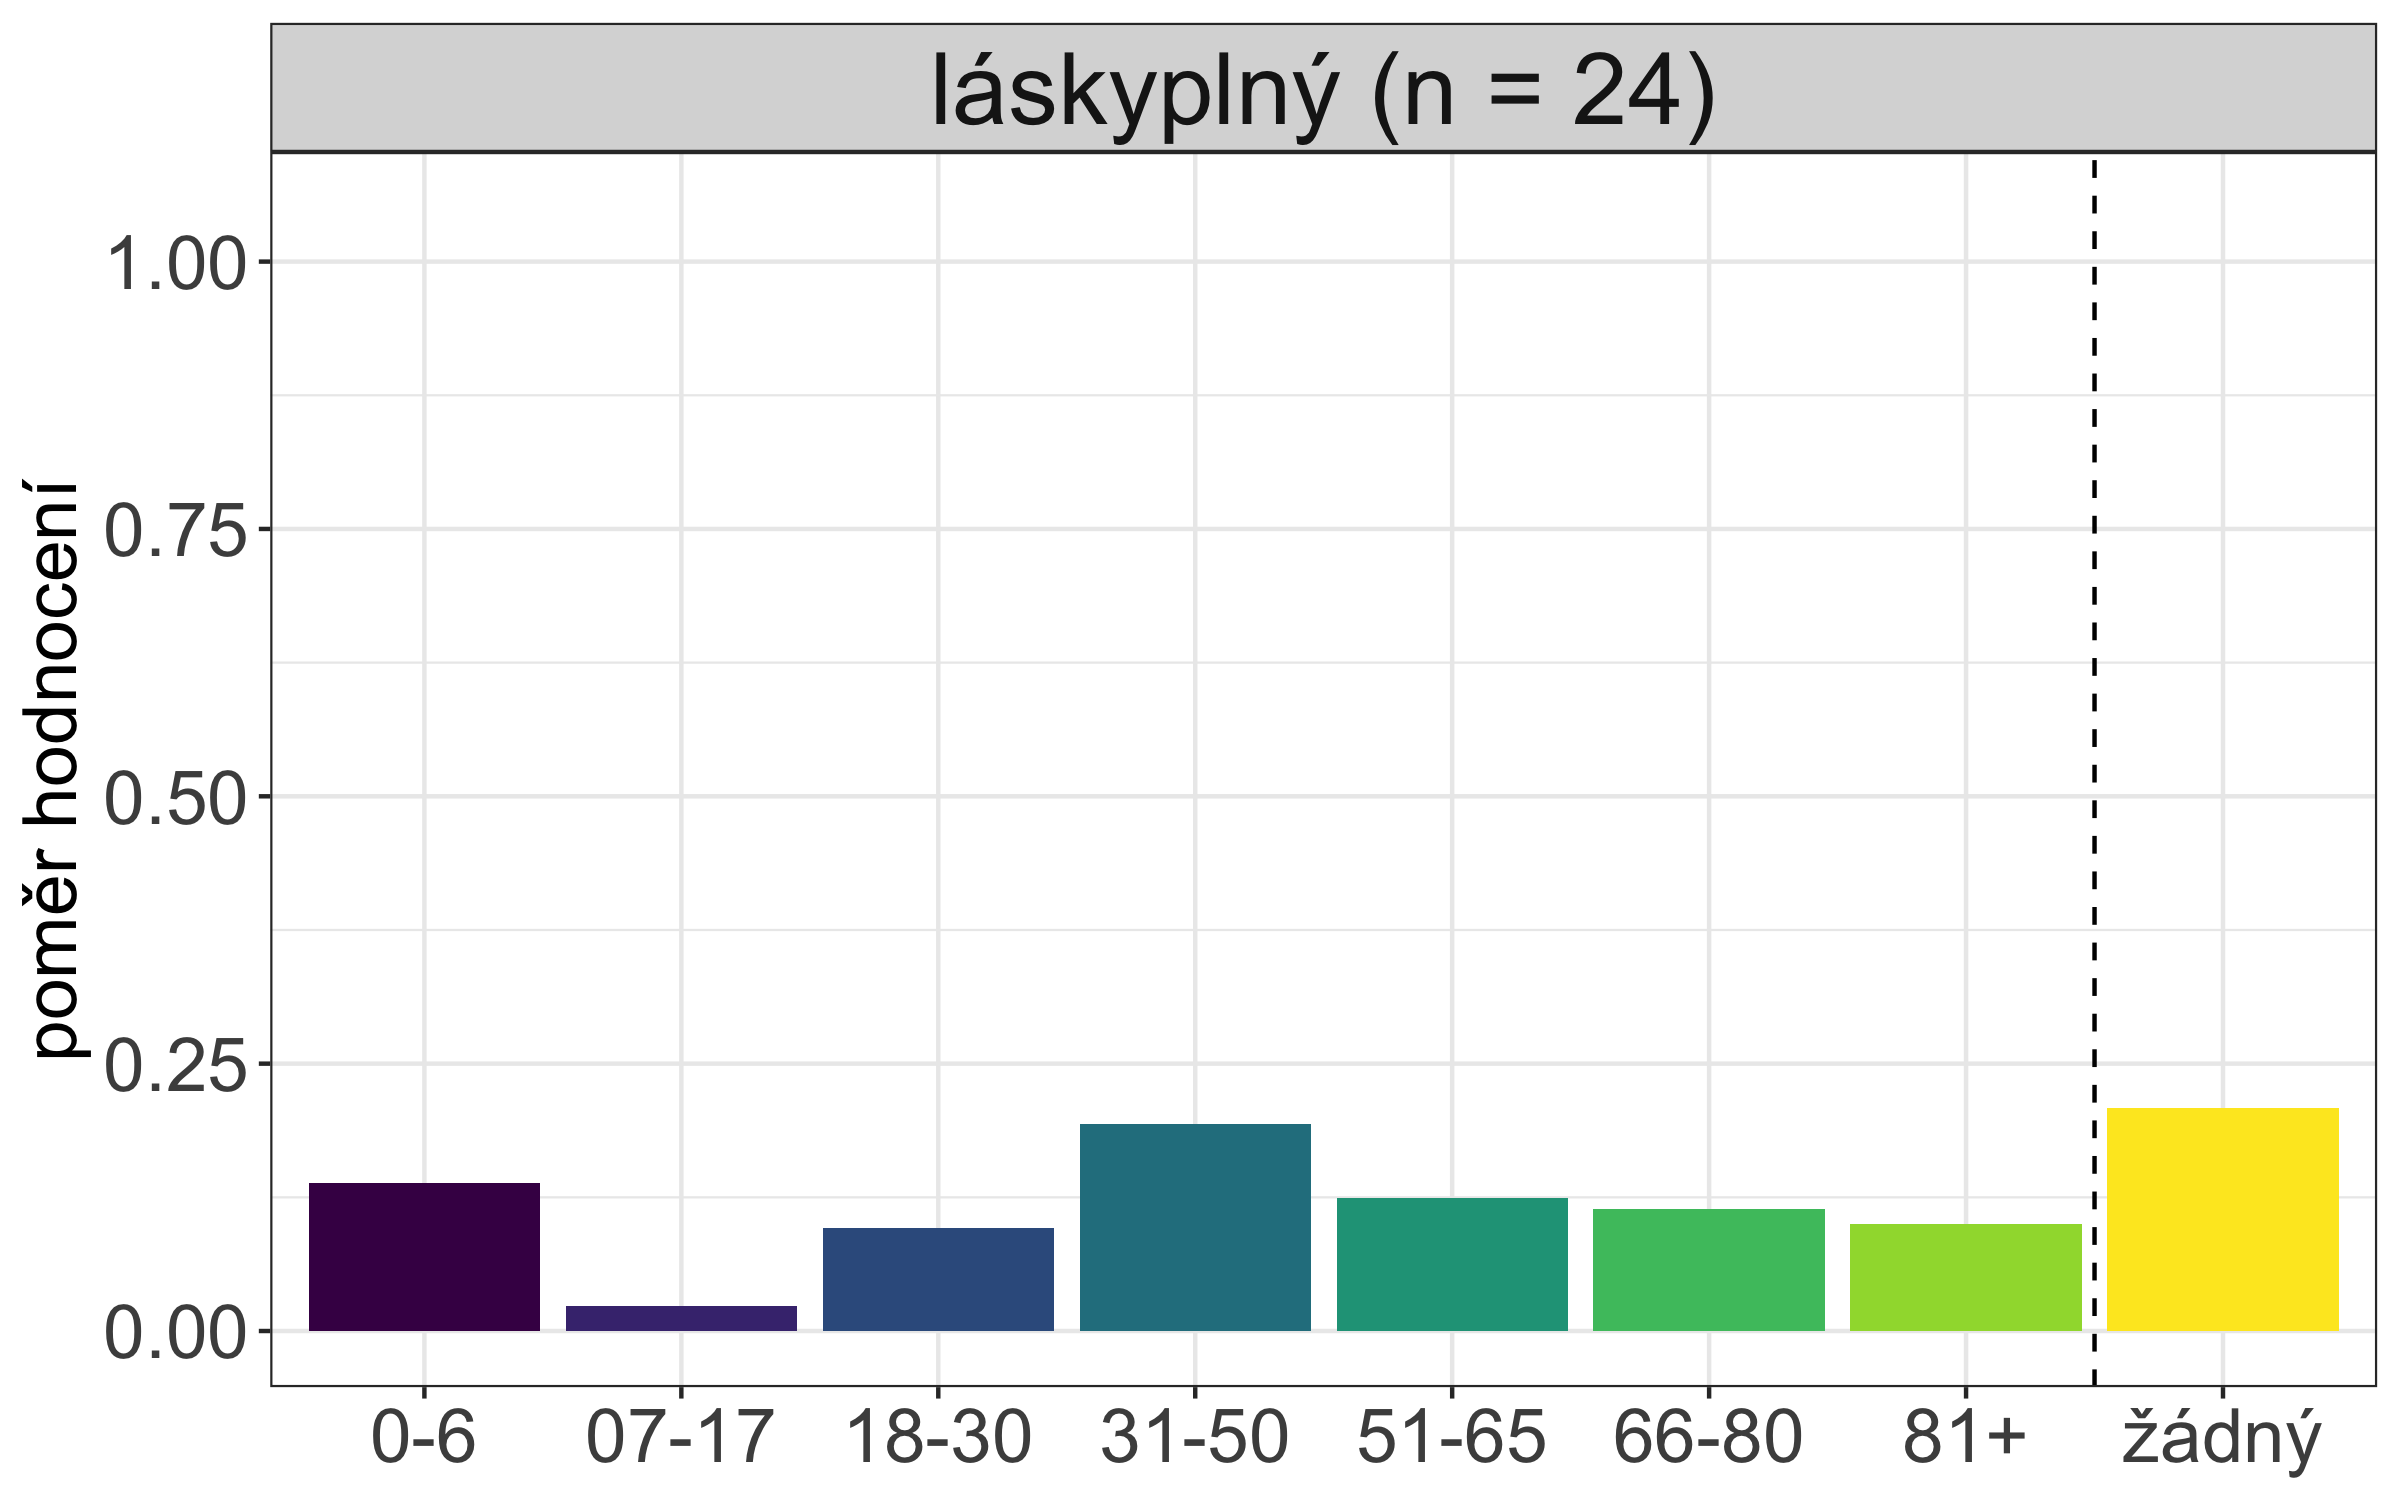 láskyplný (n = 24)
poměr hodnocení
1.00
0.75
0.50
0.25
0.00
0-6 07-17 18-30 31-50 51-65 66-80 81+ žádný